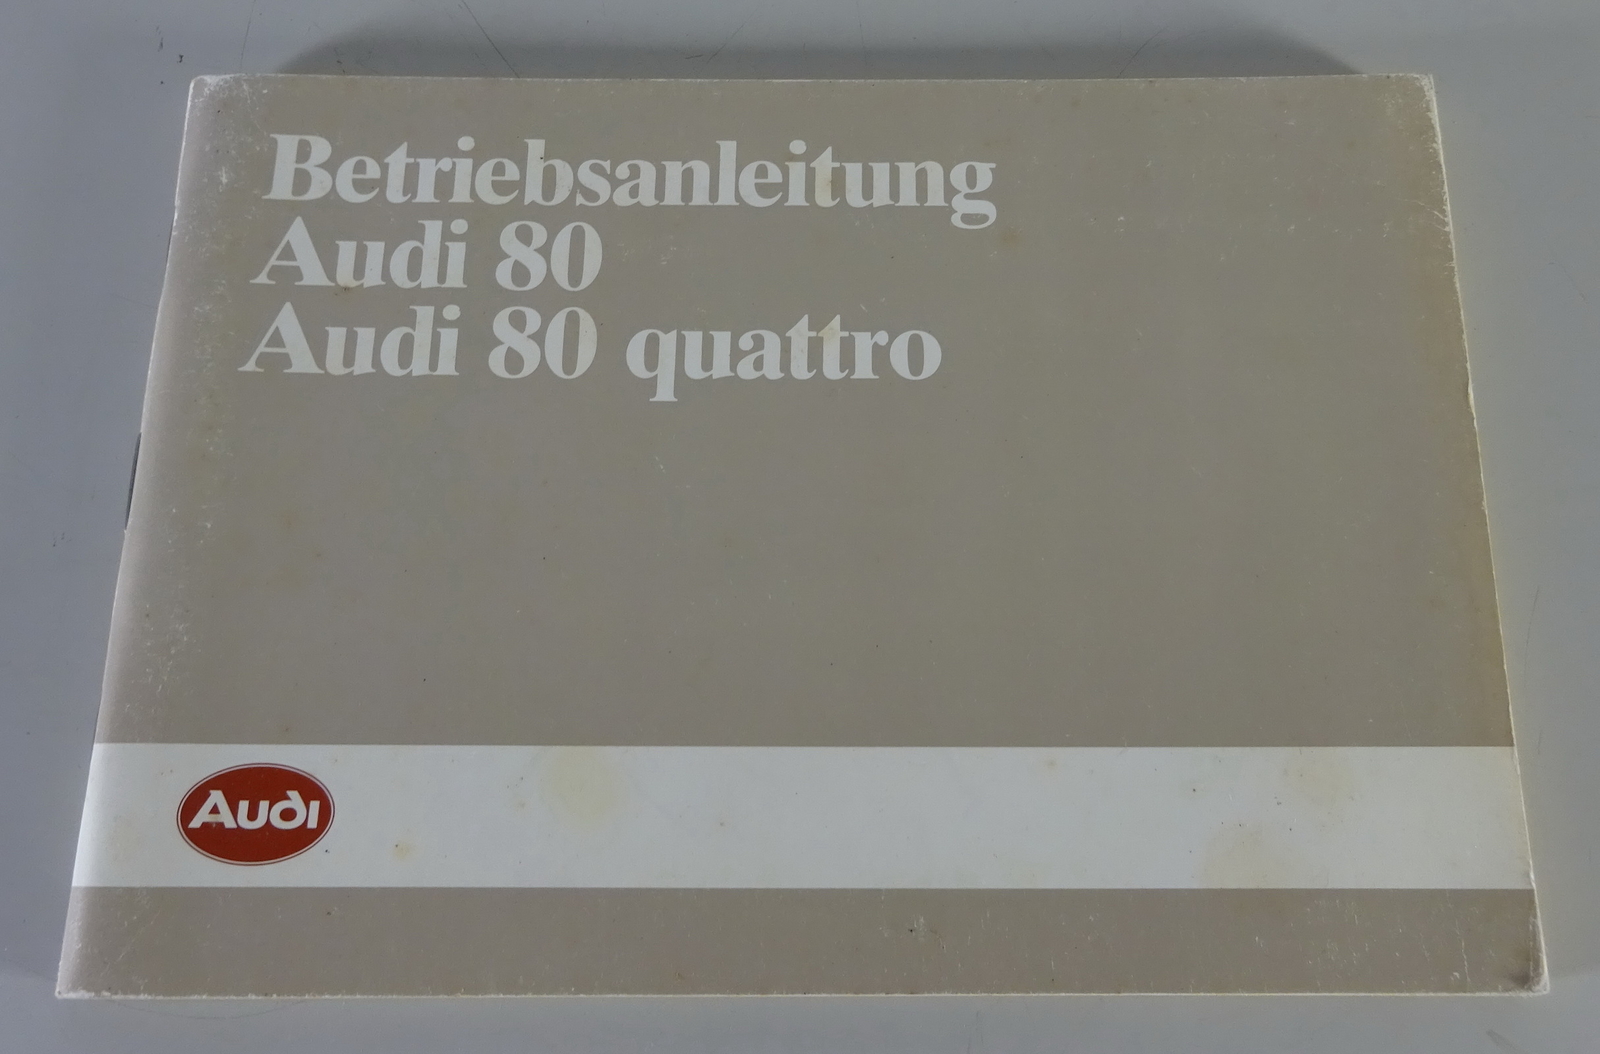 Betriebsanleitung
Audi 80
Audi 80 quattro
Audi